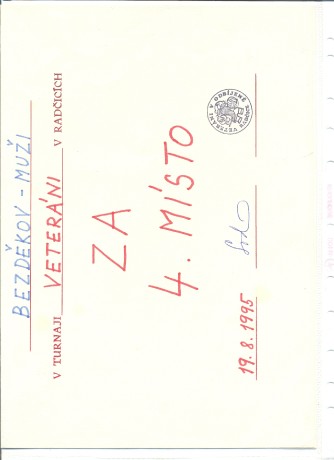 BEZDĚKOV - MUŽI
V TURNAJI VETERÁNI V RADČICÍCH
ZA
4. MÍSTO
19. 8. 1995